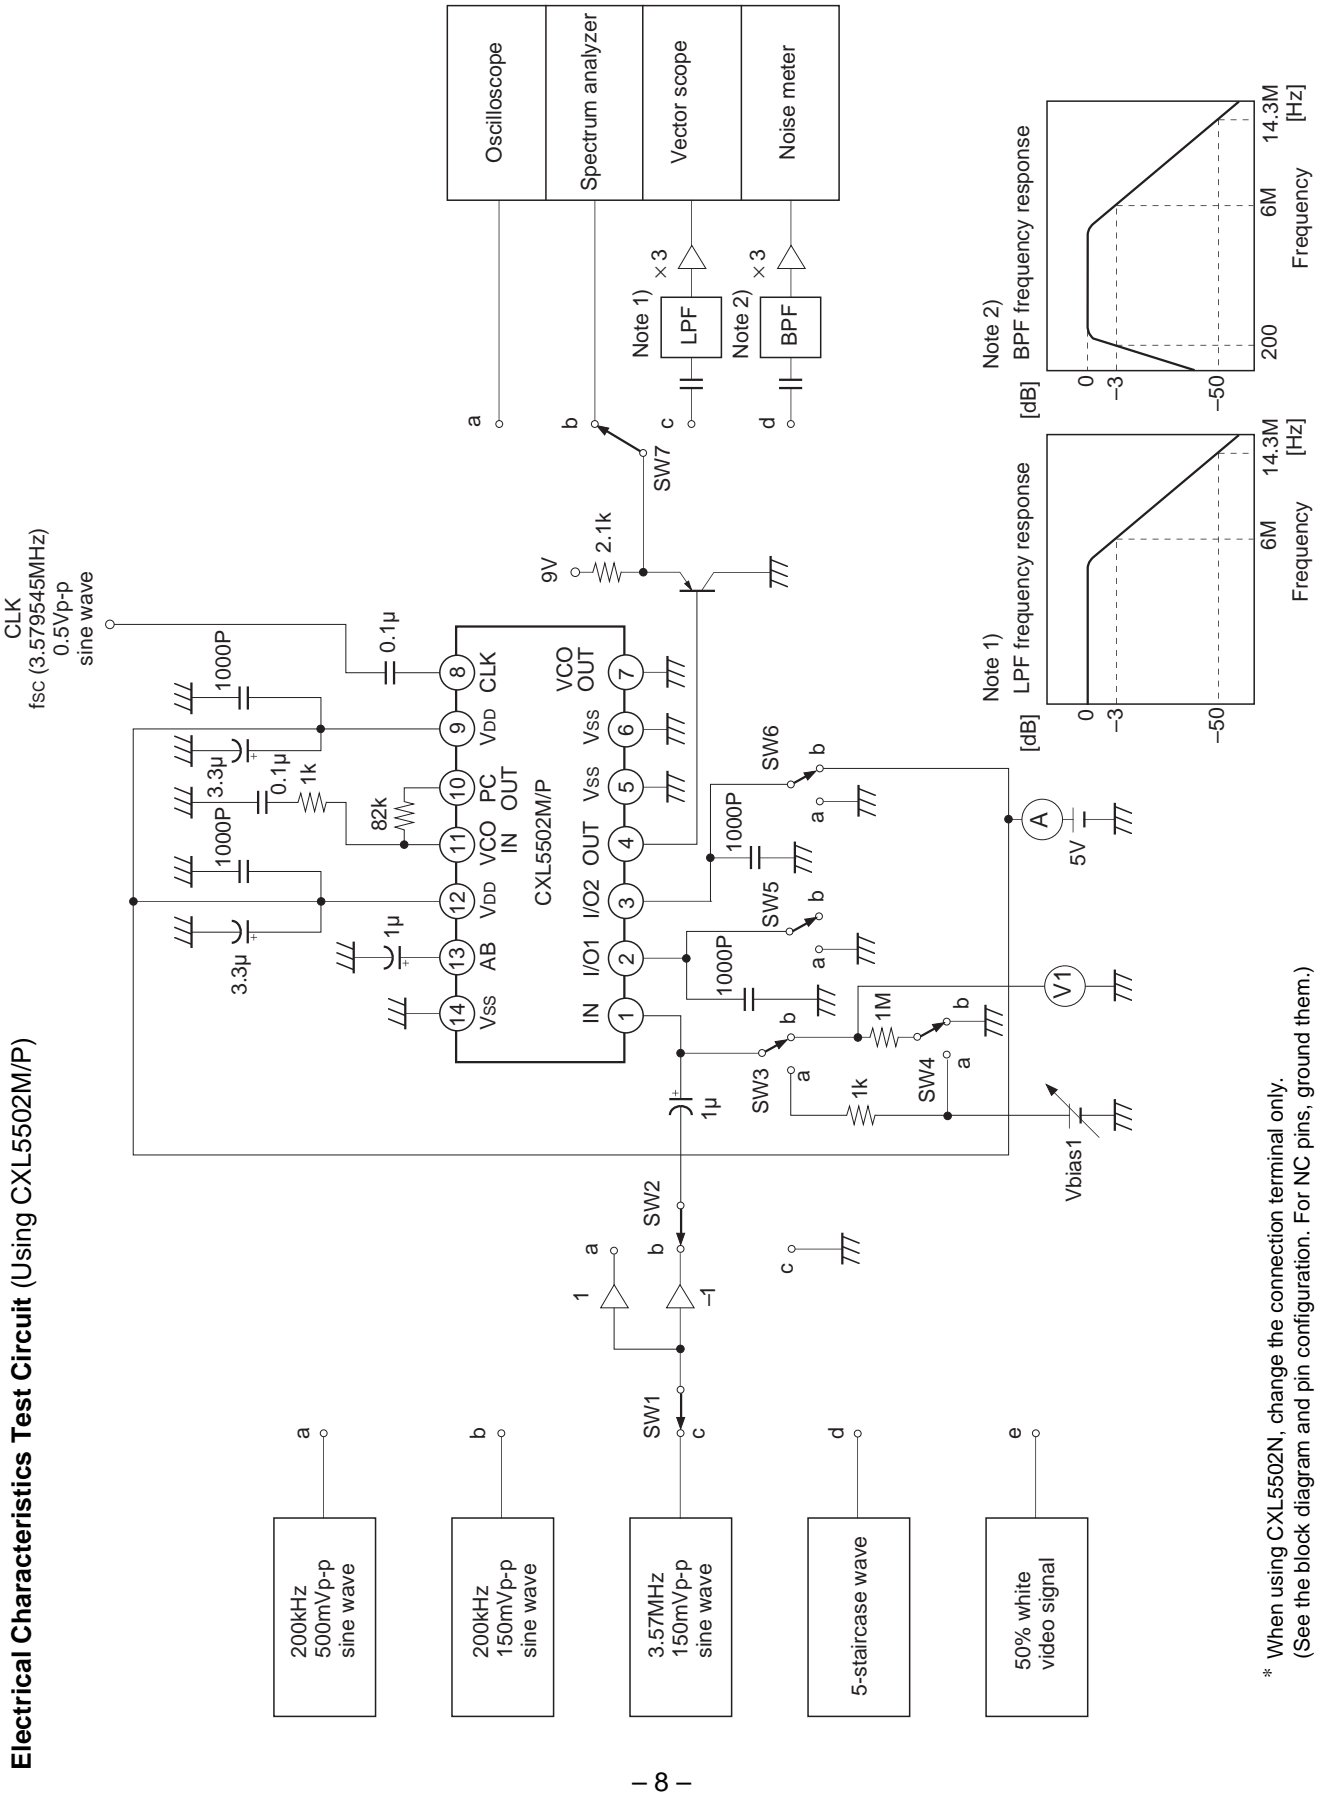 Electrical Characteristics Test Circuit (Using CXL5502M/P)
200kHz
500mVp-p
sine wave
a
200kHz
150mVp-p
sine wave
b
3.57MHz
150mVp-p
sine wave
SW1
c
5-staircase wave
d
50% white
video signal
e
1
a
–1
b
SW2
c
+
1µ
CLK
fsc (3.579545MHz)
0.5Vp-p
sine wave
3.3µ
+
1000P
0.1µ
1k
3.3µ
+
1000P
1µ
+
82k
0.1µ
14
13
12
11
10
9
8
VSS
AB
VDD
VCO
IN
PC
OUT
VDD
CLK
CXL5502M/P
IN
I/O1
I/O2
OUT
VSS
VSS
VCO
OUT
1
2
3
4
5
6
7
SW3
a
b
1k
1M
SW4
a
b
Vbias1
V1
1000P
SW5
a
b
1000P
SW6
a
b
A
5V
9V
2.1k
SW7
a
b
c
d
Note 1)
LPF
× 3
Note 2)
BPF
× 3
Oscilloscope
Spectrum analyzer
Vector scope
Noise meter
Note 1)
LPF frequency response
[dB]
0
–3
–50
6M
14.3M
[Hz]
Frequency
Note 2)
BPF frequency response
[dB]
0
–3
–50
200
6M
14.3M
[Hz]
Frequency
* When using CXL5502N, change the connection terminal only.
(See the block diagram and pin configuration. For NC pins, ground them.)
– 8 –